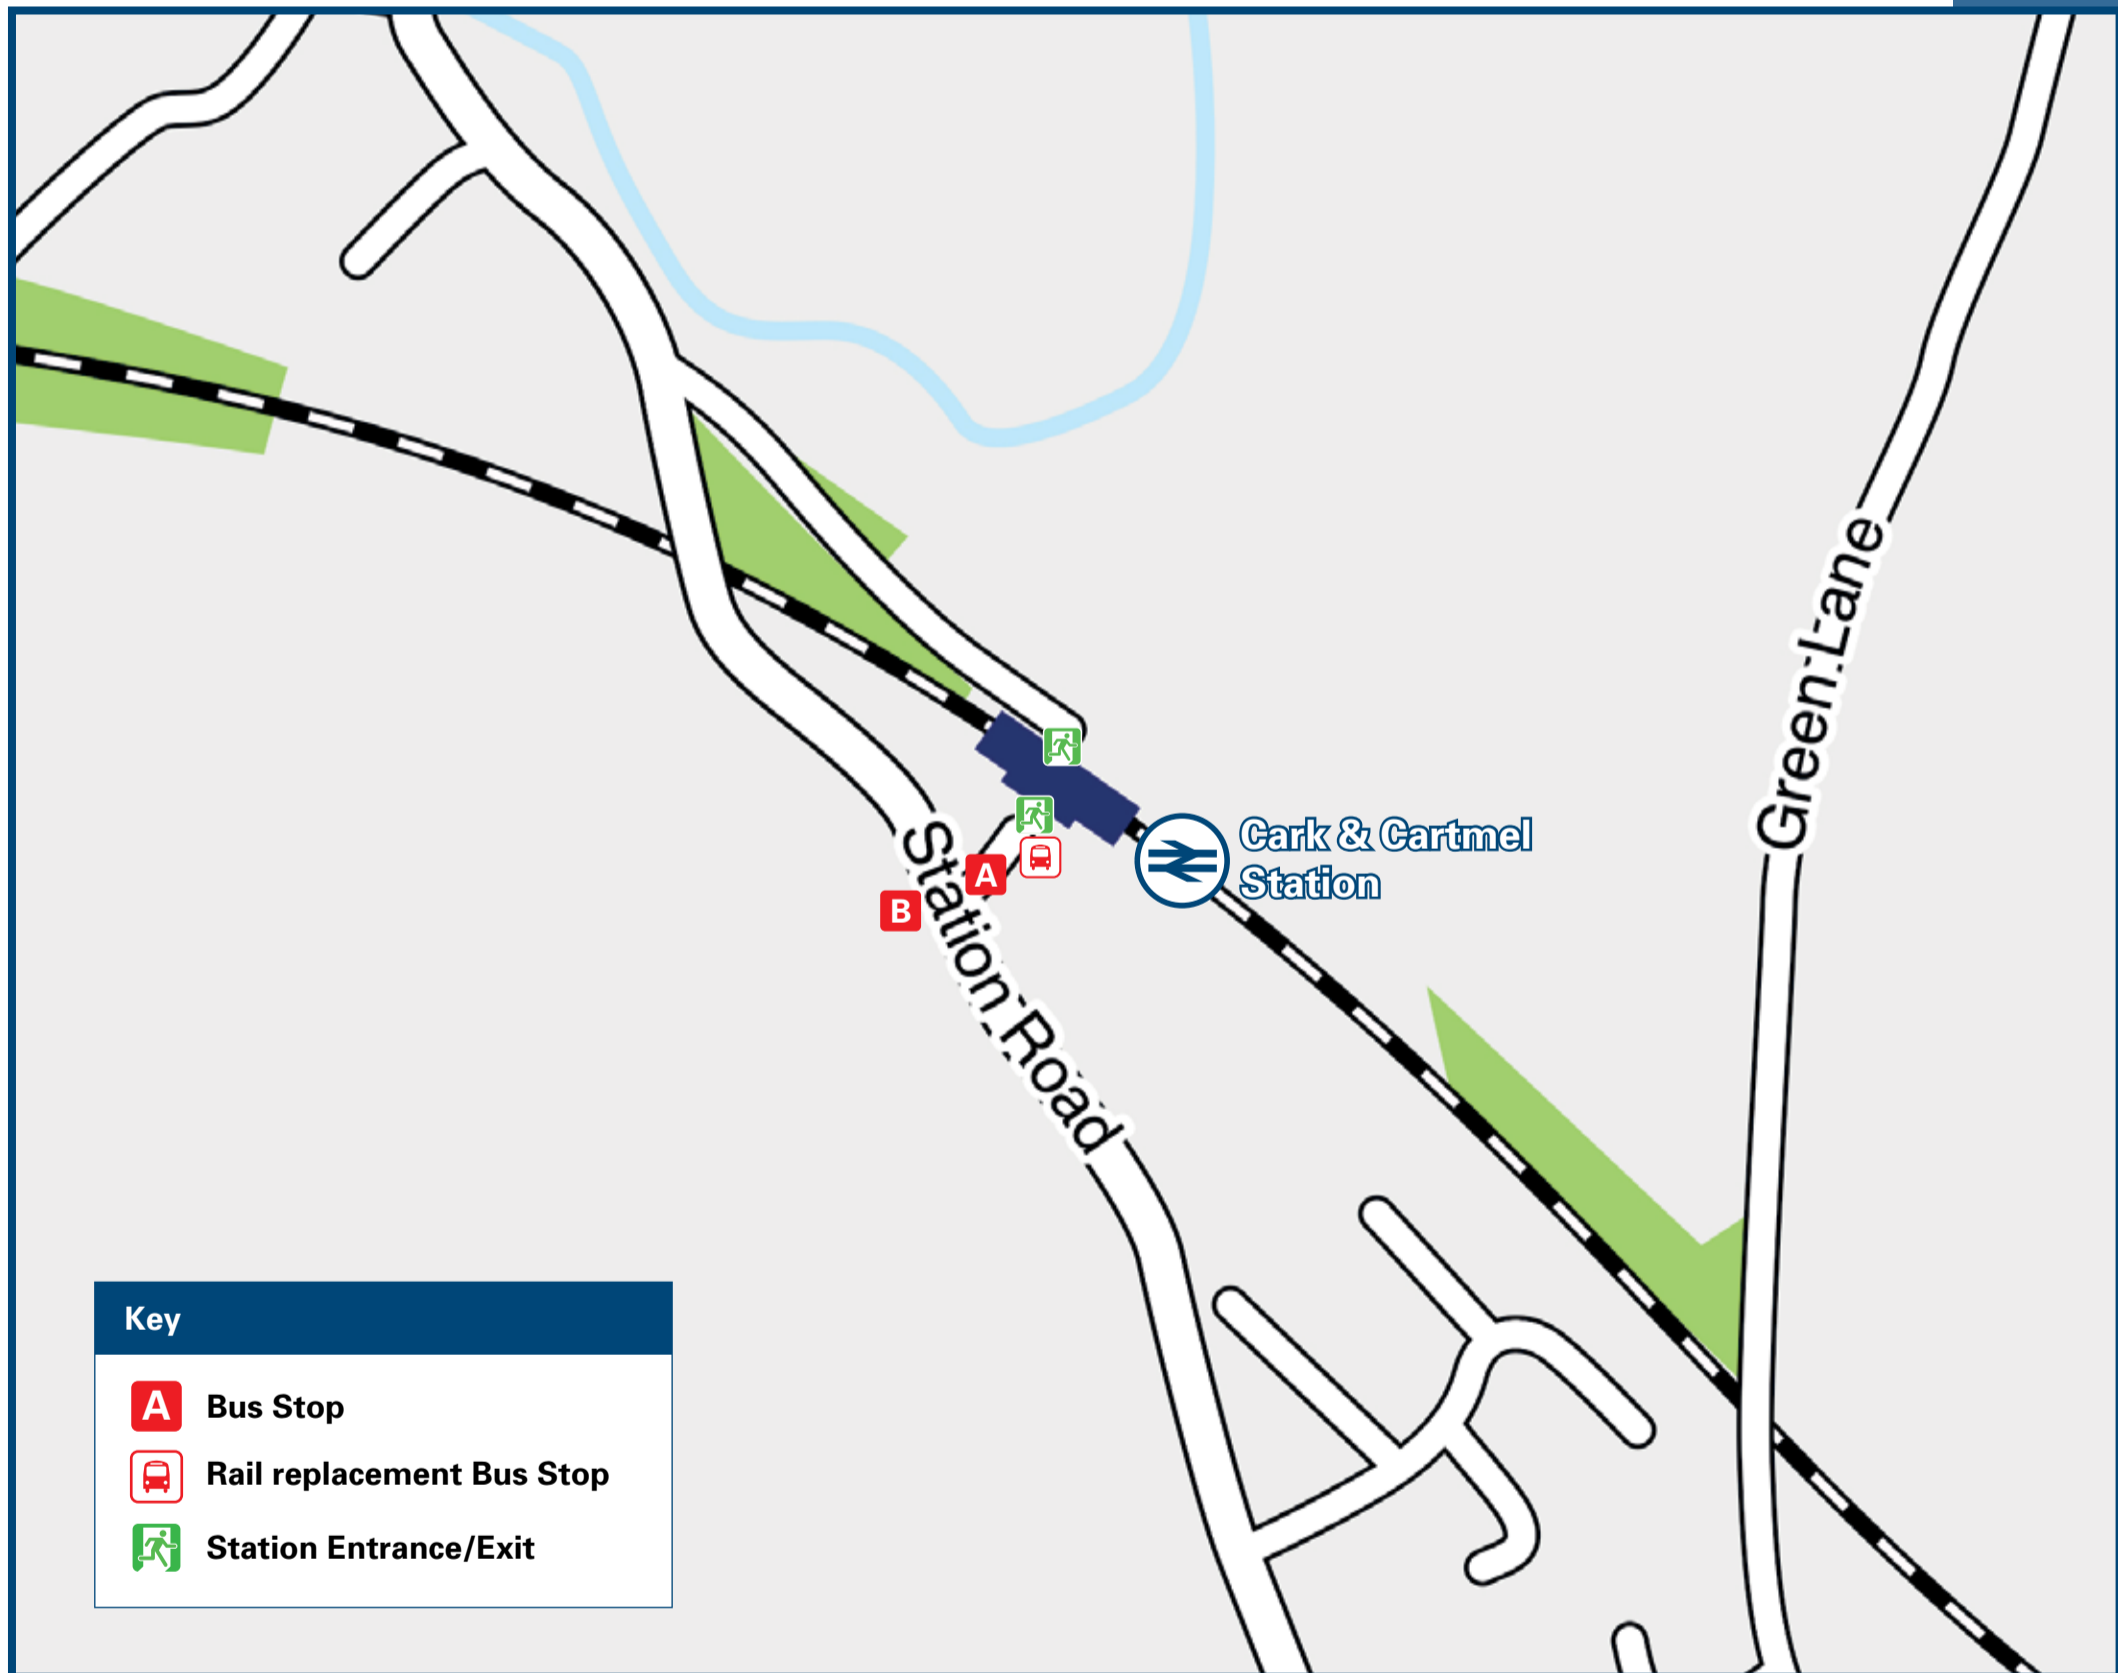 Green Lane
Cark & Cartmel
Station
A
B
Station Road
Key
A Bus Stop
Rail replacement Bus Stop
Station Entrance/Exit